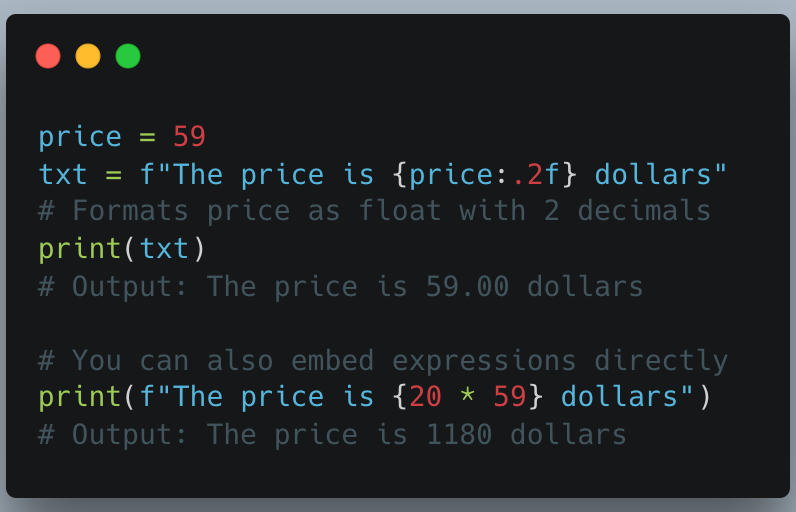 price = 59
txt = f"The price is {price:.2f} dollars"
# Formats price as float with 2 decimals
print(txt)
# Output: The price is 59.00 dollars
# You can also embed expressions directly
print(f"The price is {20 * 59} dollars")
# Output: The price is 1180 dollars